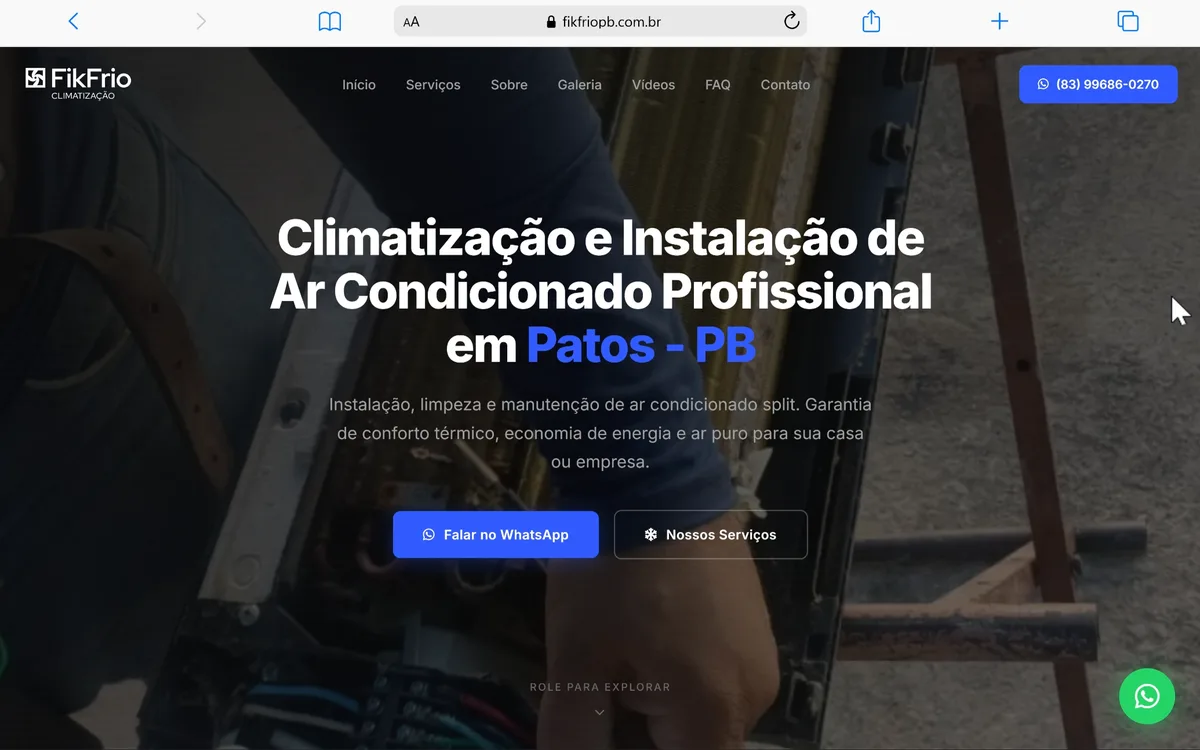 AA
fikfriopb.com.br
FikFrio
CLIMATIZAÇÃO
Início
Serviços
Sobre
Galeria
Vídeos
FAQ
Contato
(83) 99686-0270
Climatização e Instalação de
Ar Condicionado Profissional
em Patos - PB
Instalação, limpeza e manutenção de ar condicionado split. Garantia
de conforto térmico, economia de energia e ar puro para sua casa
ou empresa.
Falar no WhatsApp
Nossos Serviços
ROLE PARA EXPLORAR